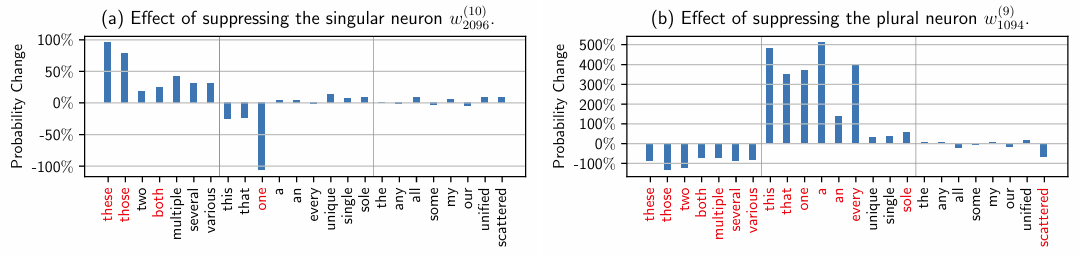 (a) Effect of suppressing the singular neuron w_{2096}^{(10)}.
Probability Change
100%
50%
0%
-50%
-100%
these
those
two
both
multiple
several
various
this
that
one
a
an
every
unique
single
sole
the
any
all
some
my
our
unified
scattered
(b) Effect of suppressing the plural neuron w_{1094}^{(9)}.
Probability Change
500%
400%
300%
200%
100%
0%
-100%
these
those
two
both
multiple
several
various
this
that
one
a
an
every
unique
single
sole
the
any
all
some
my
our
unified
scattered